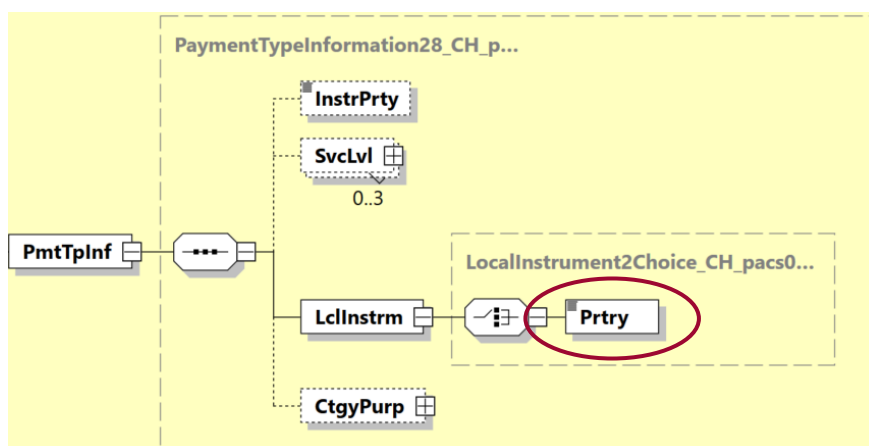 PaymentTypeInformation28_CH_p...
InstrPrty
SvcLvl
0..3
PmtTpInf
LocalInstrument2Choice_CH_pacs0...
LclInstrm
Prtry
CtgyPurp